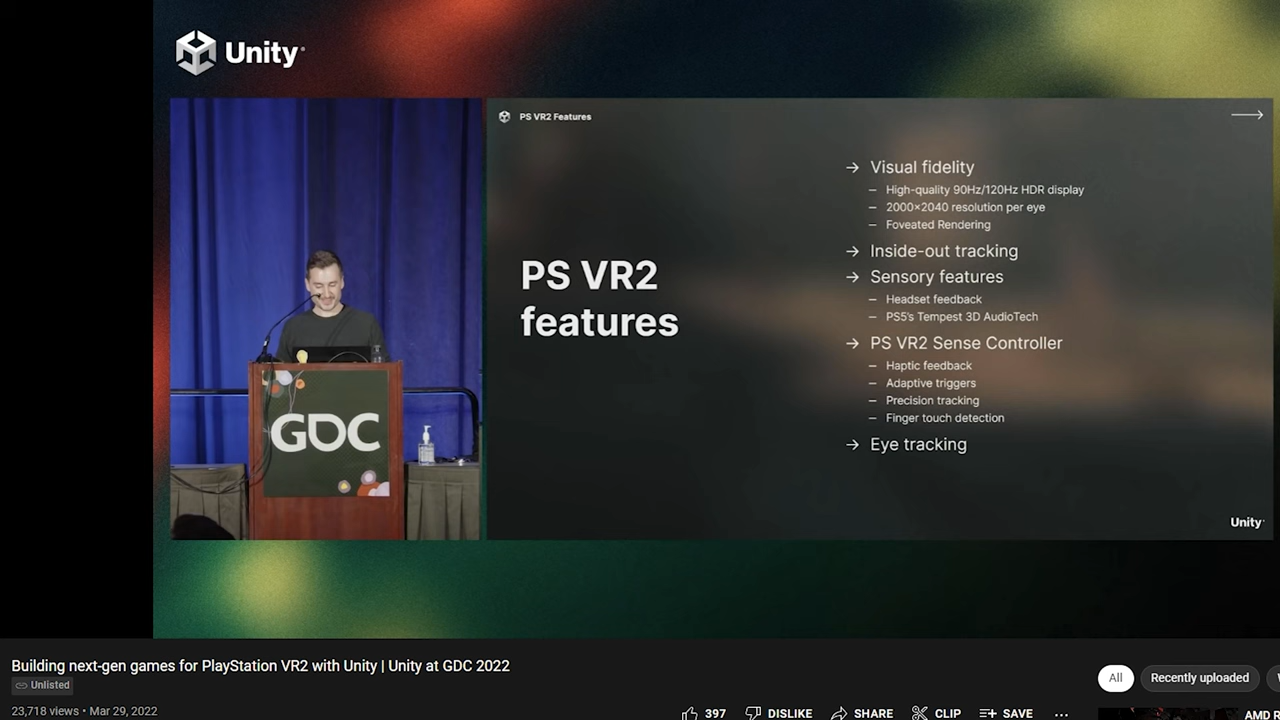 Unity
PS VR2 Features
Visual fidelity
– High-quality 90Hz/120Hz HDR display
– 2000×2040 resolution per eye
– Foveated Rendering
Inside-out tracking
Sensory features
– Headset feedback
– PS5's Tempest 3D AudioTech
PS VR2
features
PS VR2 Sense Controller
– Haptic feedback
– Adaptive triggers
– Precision tracking
– Finger touch detection
Eye tracking
GDC
Unity
Building next-gen games for PlayStation VR2 with Unity | Unity at GDC 2022
Unlisted
23,718 views • Mar 29, 2022
397 DISLIKE SHARE CLIP SAVE ...
All Recently uploaded
AMD